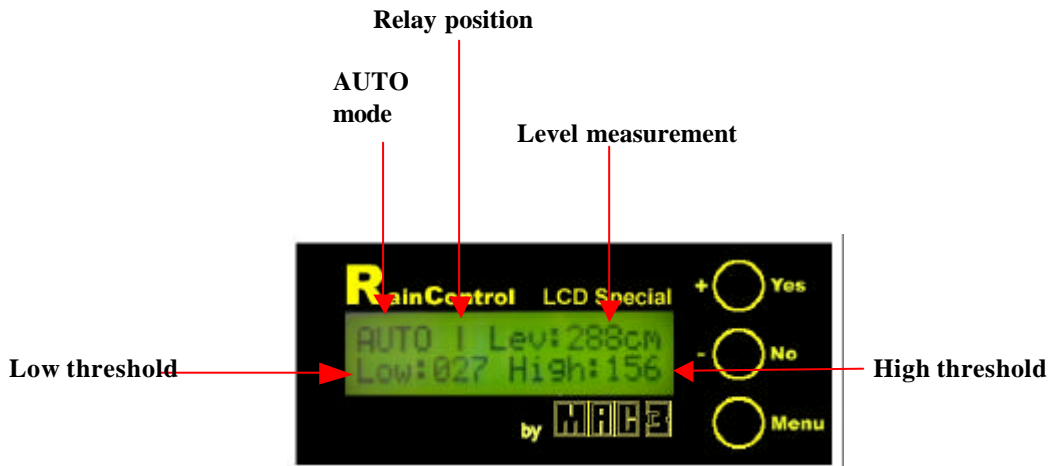 Relay position
AUTO
mode
Level measurement
RainControl LCD Special
+ Yes
AUTO | Lev:288cm
Low threshold
Low:027 High:156
- No
High threshold
by MAC3
Menu